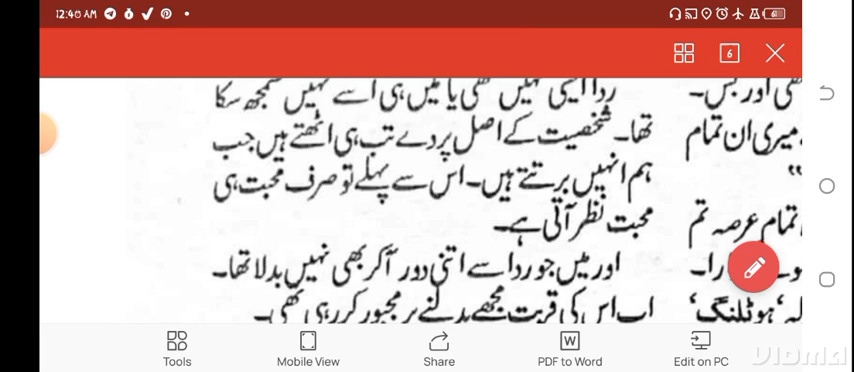 12:40 AM
6
ردا ایسی نہیں تھی یا میں ہی اسے نہیں سمجھ سکا
تھا۔ شخصیت کے اصل پردے تب ہی اٹھتے ہیں جب
ہم انہیں برتتے ہیں۔ اس سے پہلے تو صرف محبت ہی
محبت نظر آتی ہے۔
اور میں جو ردا سے اتنی دور آ کر بھی نہیں بدلا تھا۔
اب اس کی قربت مجھے بدلنے پر مجبور کر رہی تھی۔
تھی اور بس۔
میری ان تمام
تمام عرصہ تم
را۔
ہوٹلنگ‘
Tools
Mobile View
Share
W
PDF to Word
Edit on PC